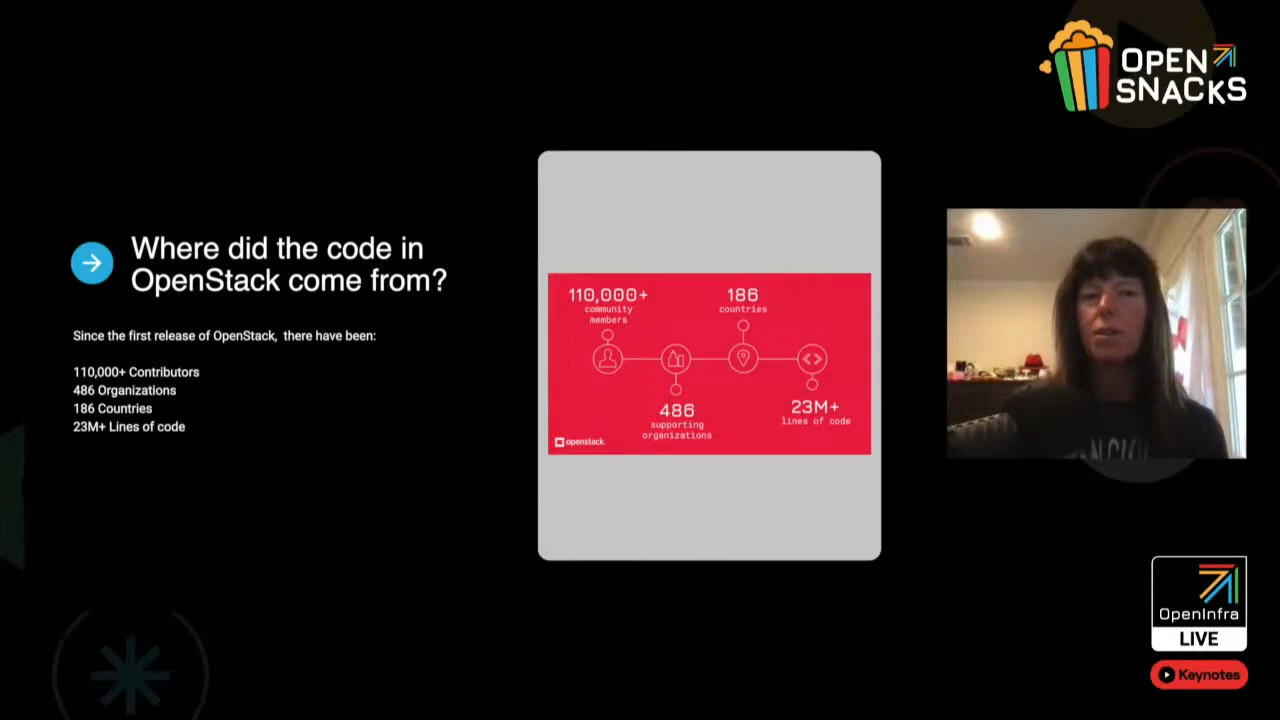 OPEN
SNACKS
Where did the code in
OpenStack come from?
Since the first release of OpenStack, there have been:
110,000+ Contributors
486 Organizations
186 Countries
23M+ Lines of code
110,000+
community
members
186
countries
486
supporting
organizations
23M+
lines of code
openstack.
OpenInfra
LIVE
Keynotes